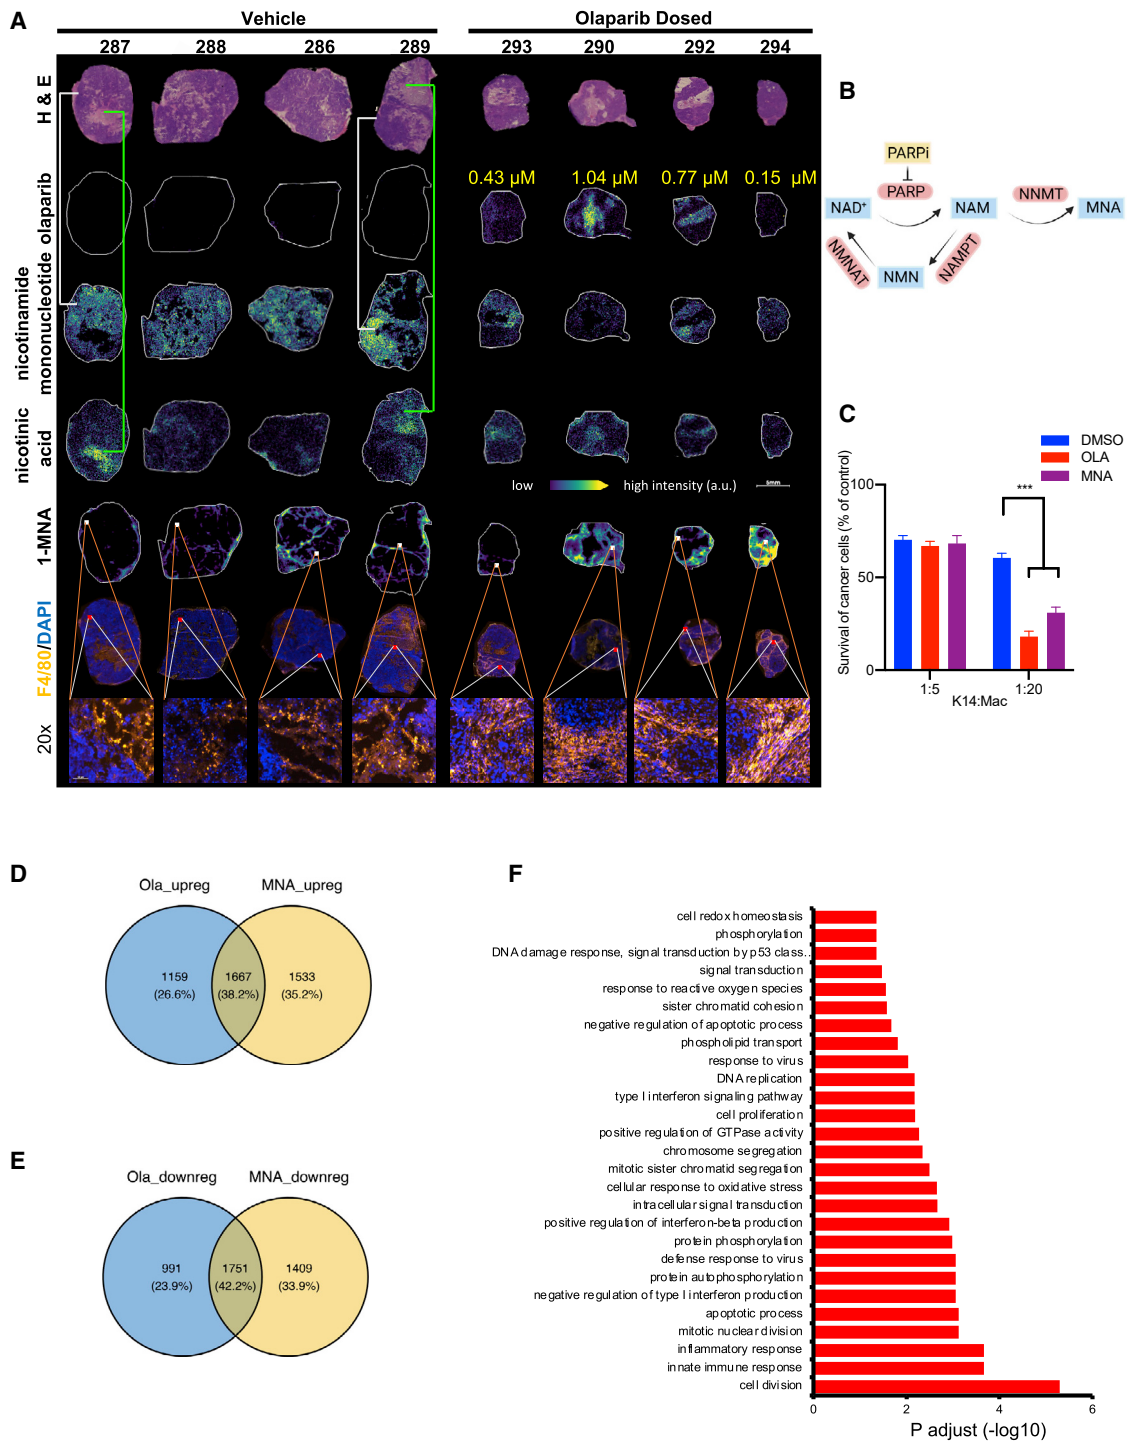 A
Vehicle
Olaparib Dosed
287 288 286 289 293 290 292 294
H & E
olaparib
0.43 µM 1.04 µM 0.77 µM 0.15 µM
nicotinamide
mononucleotide
nicotinic
acid
low high intensity (a.u.)
5mm
1-MNA
F4/80/DAPI
20x
B
PARPi
PARP
NNMT
NAD+
NAM
MNA
NMNAT
NAMPT
NMN
C
DMSO
OLA
MNA
Survival of cancer cells (% of control)
100
***
50
0
1:5 1:20
K14:Mac
D
Ola_upreg MNA_upreg
1159 1667 1533
(26.6%) (38.2%) (35.2%)
E
Ola_downreg MNA_downreg
991 1751 1409
(23.9%) (42.2%) (33.9%)
F
cell redox homeostasis
phosphorylation
DNA damage response, signal transduction by p53 class..
signal transduction
response to reactive oxygen species
sister chromatid cohesion
negative regulation of apoptotic process
phospholipid transport
response to virus
DNA replication
type I interferon signaling pathway
cell proliferation
positive regulation of GTPase activity
chromosome segregation
mitotic sister chromatid segregation
cellular response to oxidative stress
intracellular signal transduction
positive regulation of interferon-beta production
protein phosphorylation
defense response to virus
protein autophosphorylation
negative regulation of type I interferon production
apoptotic process
mitotic nuclear division
inflammatory response
innate immune response
cell division
0 2 4 6
P adjust (-log10)